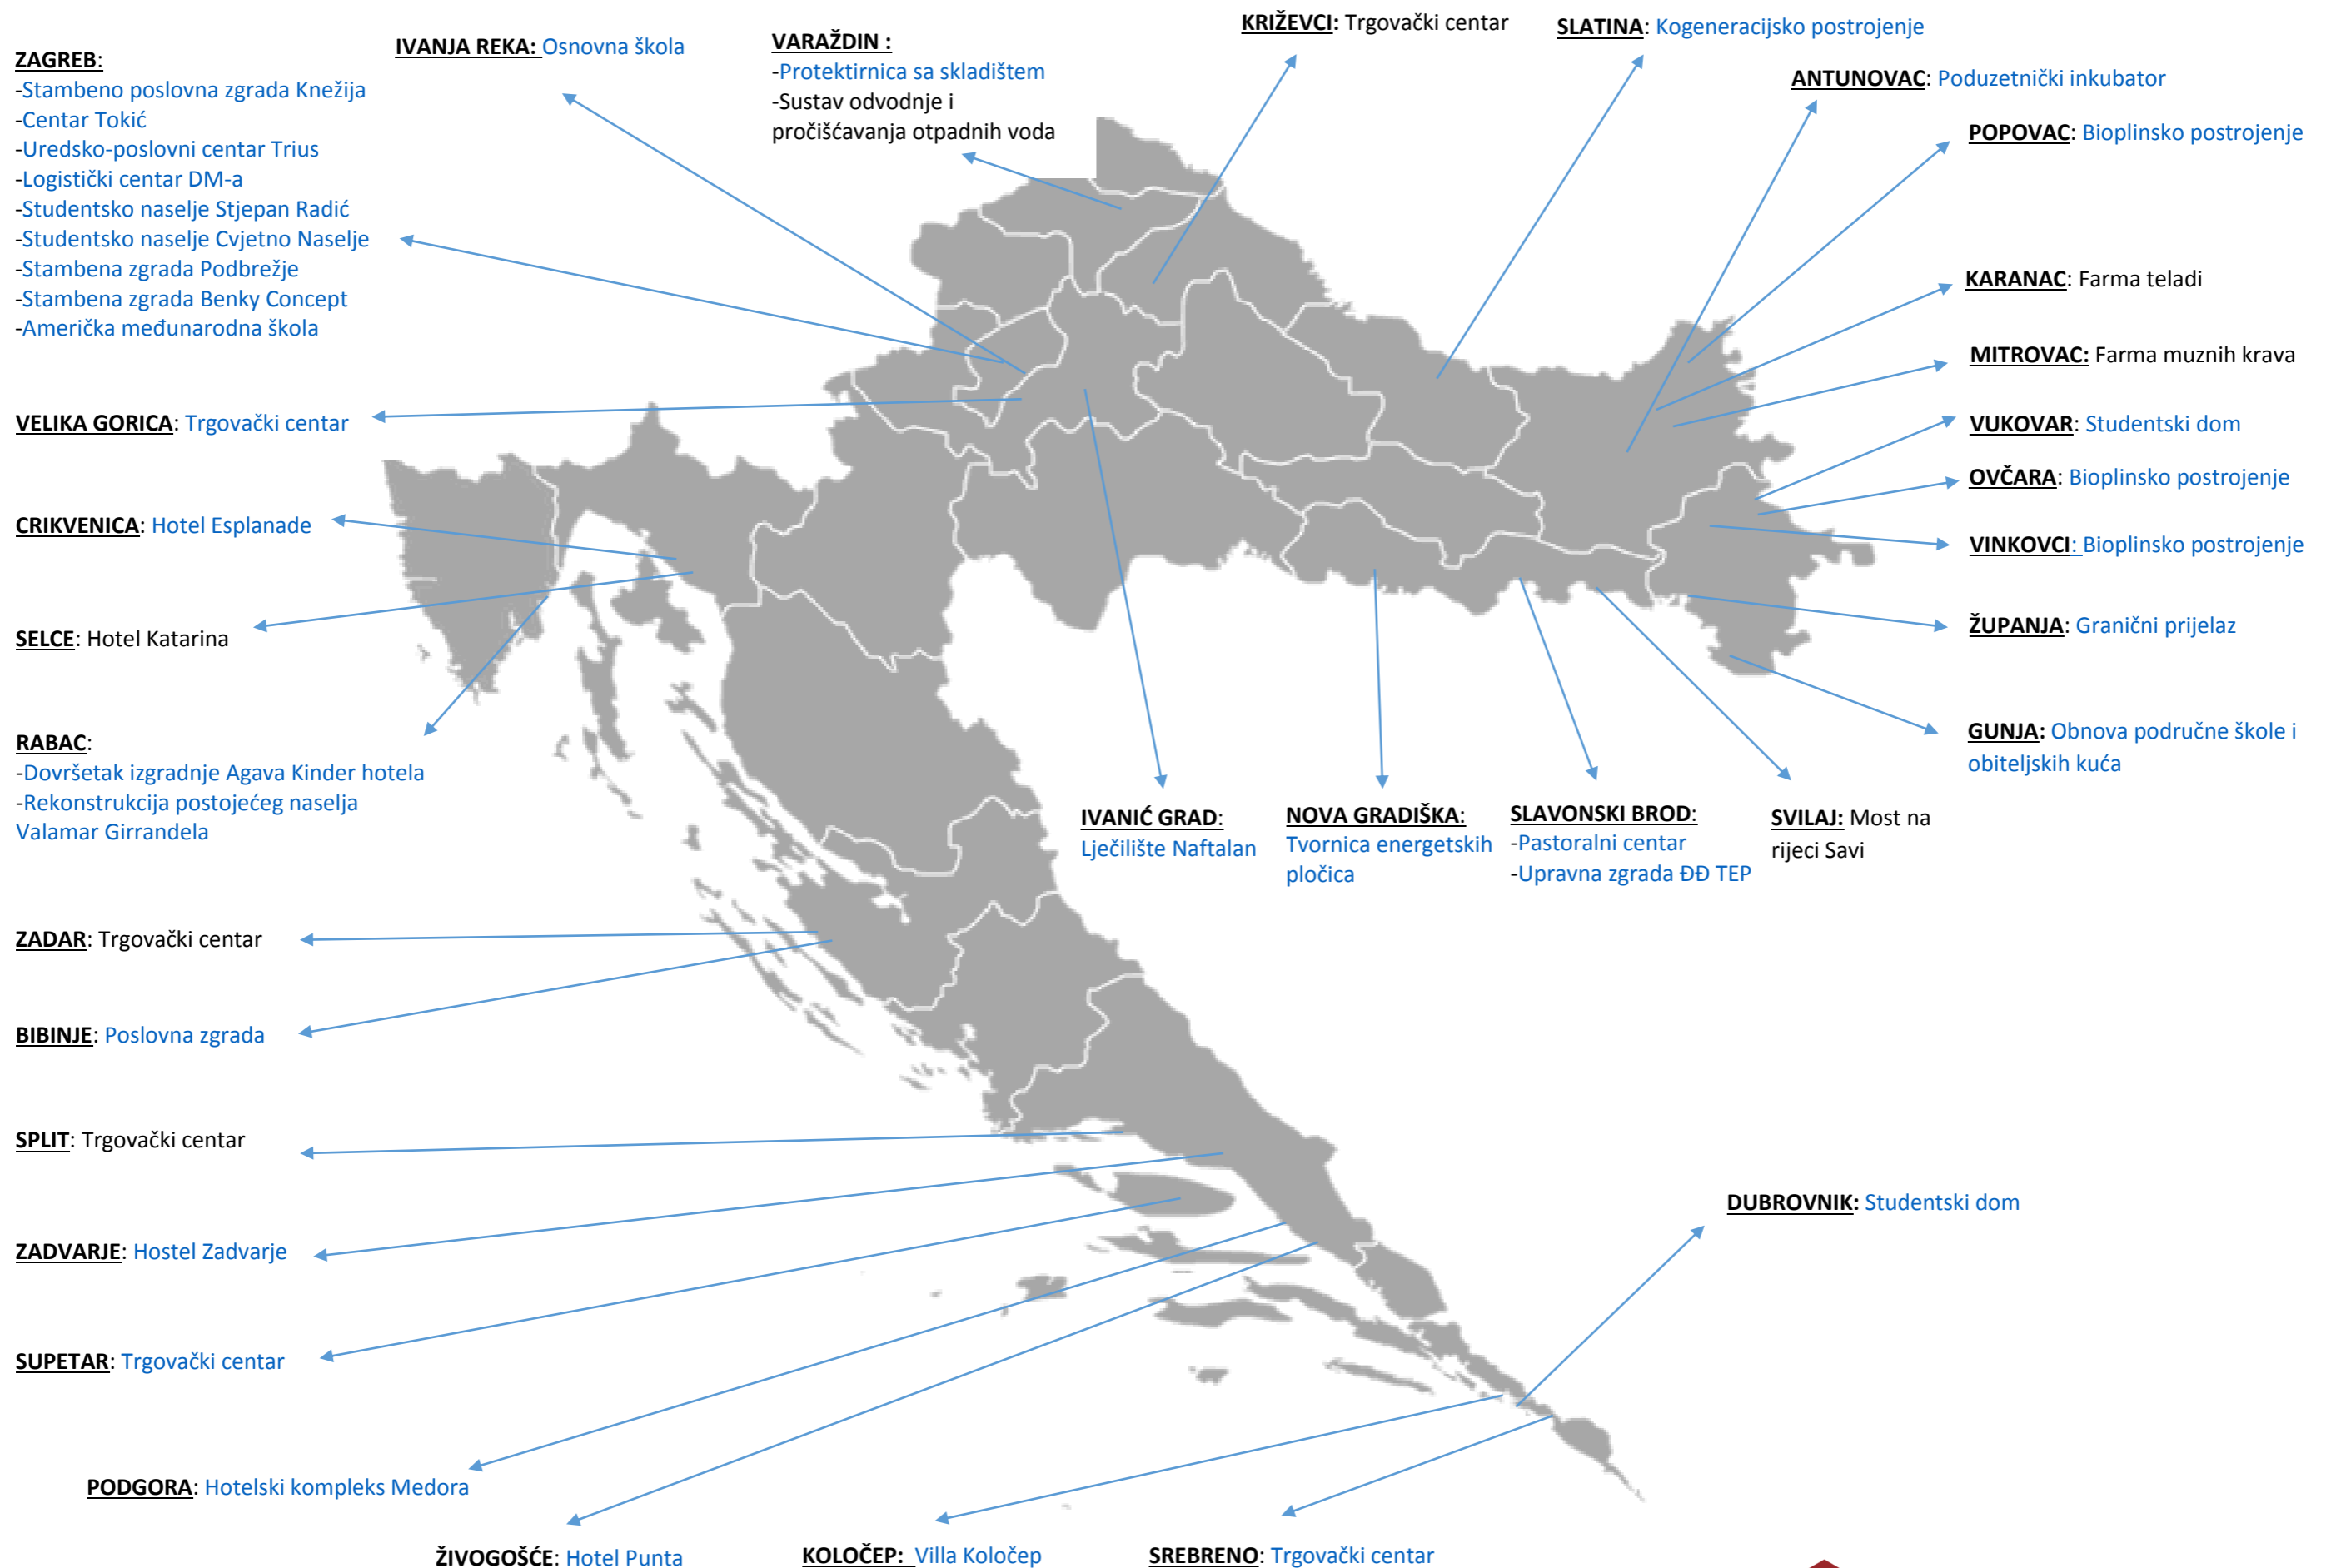 ZAGREB:
-Stambeno poslovna zgrada Knežija
-Centar Tokić
-Uredsko-poslovni centar Trius
-Logistički centar DM-a
-Studentsko naselje Stjepan Radić
-Studentsko naselje Cvjetno Naselje
-Stambena zgrada Podbrežje
-Stambena zgrada Benky Concept
-Američka međunarodna škola
IVANJA REKA: Osnovna škola
VARAŽDIN :
-Protektirnica sa skladištem
-Sustav odvodnje i
pročišćavanja otpadnih voda
KRIŽEVCI: Trgovački centar
SLATINA: Kogeneracijsko postrojenje
ANTUNOVAC: Poduzetnički inkubator
POPOVAC: Bioplinsko postrojenje
KARANAC: Farma teladi
MITROVAC: Farma muznih krava
VUKOVAR: Studentski dom
OVČARA: Bioplinsko postrojenje
VINKOVCI: Bioplinsko postrojenje
ŽUPANJA: Granični prijelaz
GUNJA: Obnova područne škole i
obiteljskih kuća
VELIKA GORICA: Trgovački centar
CRIKVENICA: Hotel Esplanade
SELCE: Hotel Katarina
RABAC:
-Dovršetak izgradnje Agava Kinder hotela
-Rekonstrukcija postojećeg naselja
Valamar Girrandela
IVANIĆ GRAD:
Lječilište Naftalan
NOVA GRADIŠKA:
Tvornica energetskih
pločica
SLAVONSKI BROD:
-Pastoralni centar
-Upravna zgrada ĐĐ TEP
SVILAJ: Most na
rijeci Savi
ZADAR: Trgovački centar
BIBINJE: Poslovna zgrada
SPLIT: Trgovački centar
ZADVARJE: Hostel Zadvarje
SUPETAR: Trgovački centar
DUBROVNIK: Studentski dom
PODGORA: Hotelski kompleks Medora
ŽIVOGOŠĆE: Hotel Punta
KOLOČEP: Villa Koločep
SREBRENO: Trgovački centar